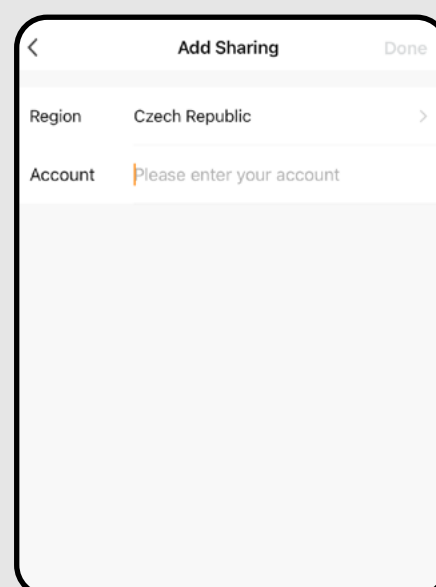 Add Sharing Done
Region Czech Republic
Account Please enter your account